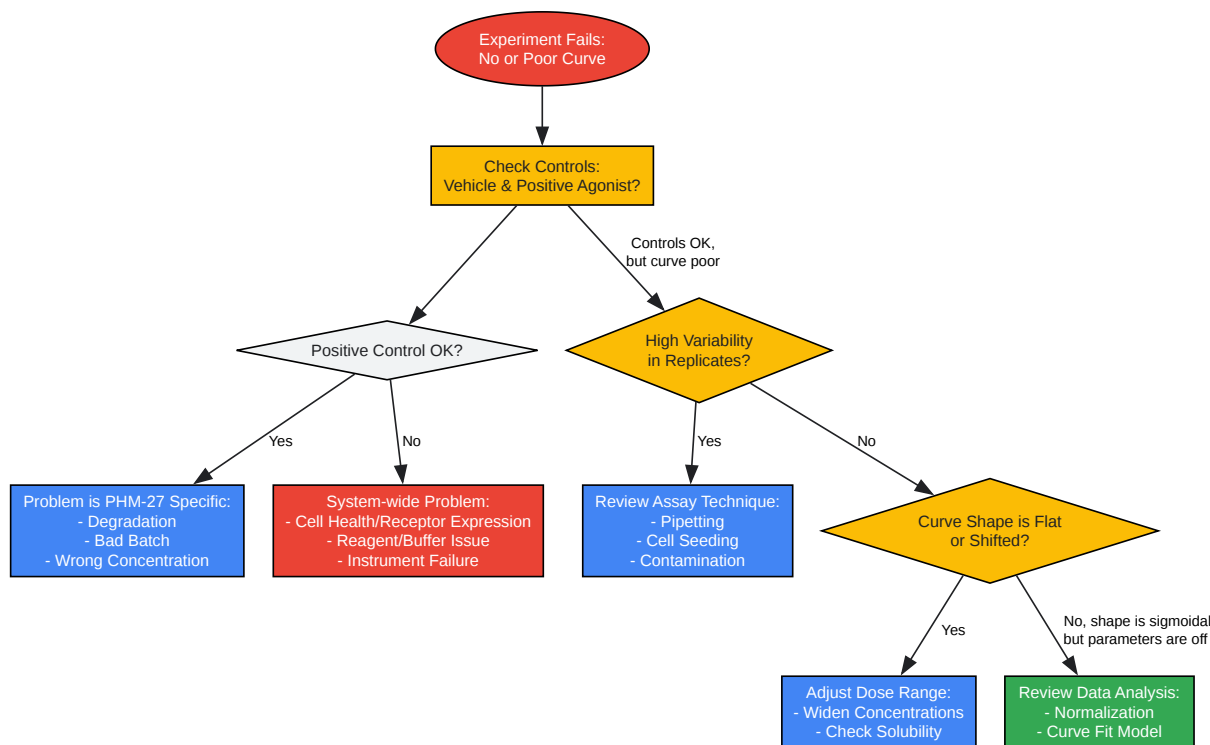 Experiment Fails:
No or Poor Curve
Check Controls:
Vehicle & Positive Agonist?
Controls OK,
but curve poor
Positive Control OK?
High Variability
in Replicates?
Yes
No
Yes
No
Problem is PHM-27 Specific:
- Degradation
- Bad Batch
- Wrong Concentration
System-wide Problem:
- Cell Health/Receptor Expression
- Reagent/Buffer Issue
- Instrument Failure
Review Assay Technique:
- Pipetting
- Cell Seeding
- Contamination
Curve Shape is Flat
or Shifted?
Yes
No, shape is sigmoidal
but parameters are off
Adjust Dose Range:
- Widen Concentrations
- Check Solubility
Review Data Analysis:
- Normalization
- Curve Fit Model